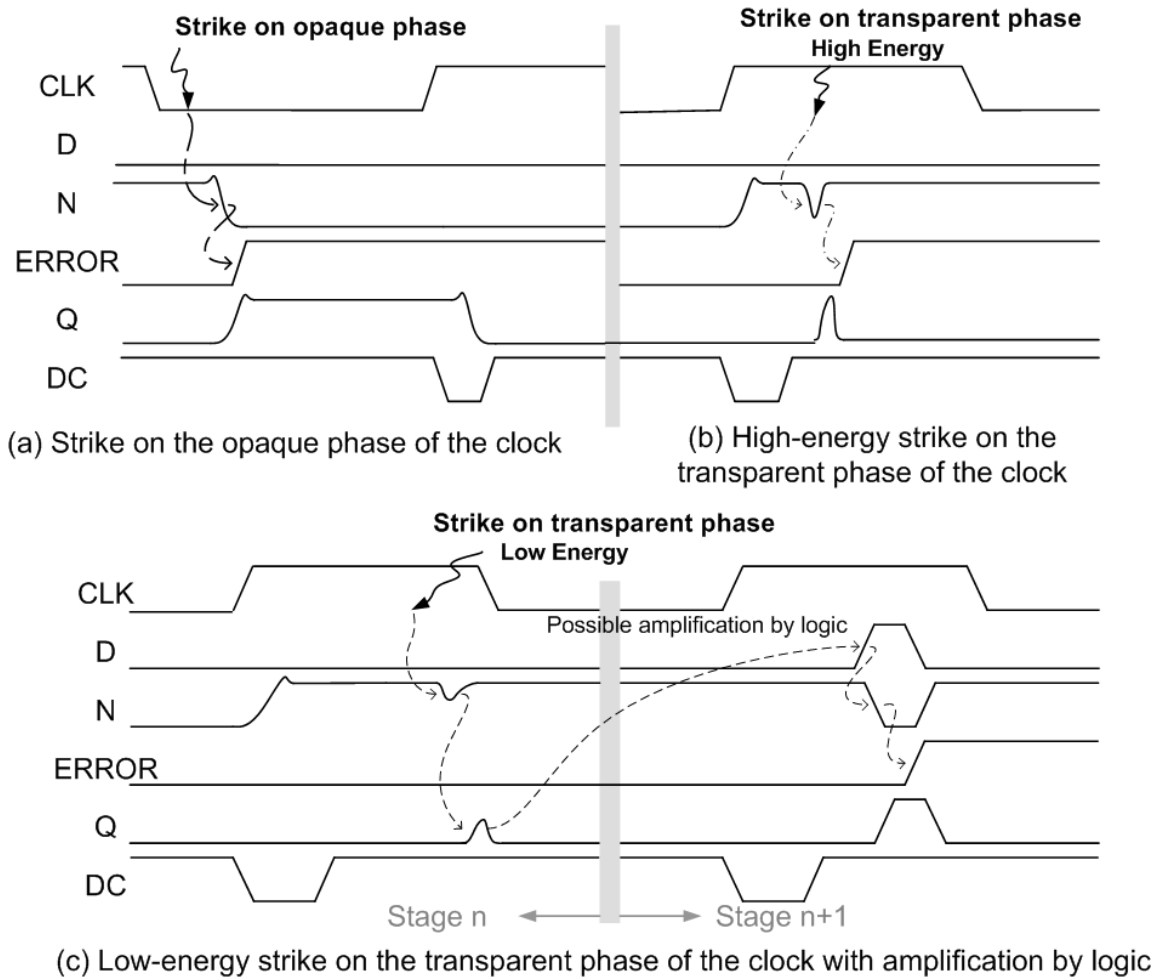 Strike on opaque phase
Strike on transparent phase
High Energy
CLK
D
N
ERROR
Q
DC
(a) Strike on the opaque phase of the clock
(b) High-energy strike on the
transparent phase of the clock
Strike on transparent phase
Low Energy
CLK
Possible amplification by logic
D
N
ERROR
Q
DC
Stage n
Stage n+1
(c) Low-energy strike on the transparent phase of the clock with amplification by logic